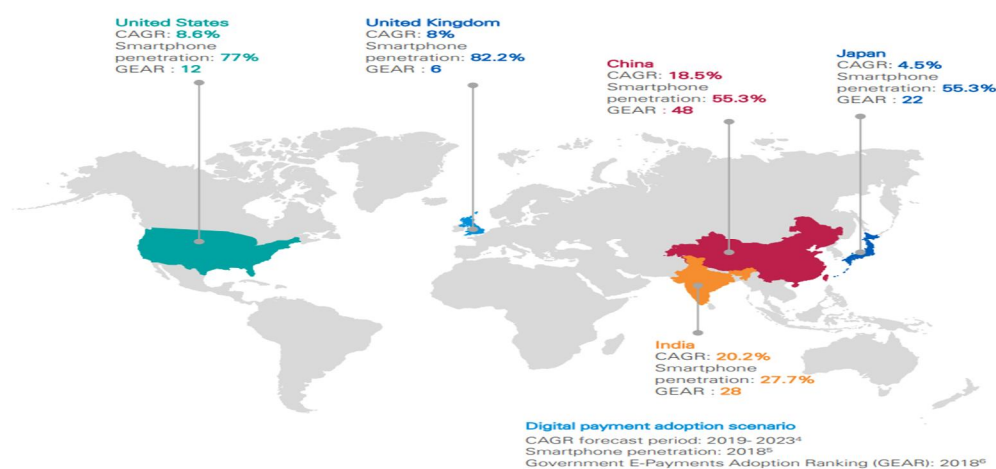 United States
CAGR: 8.6%
Smartphone
penetration: 77%
GEAR : 12
United Kingdom
CAGR: 8%
Smartphone
penetration: 82.2%
GEAR : 6
China
CAGR: 18.5%
Smartphone
penetration: 55.3%
GEAR : 48
Japan
CAGR: 4.5%
Smartphone
penetration: 55.3%
GEAR : 22
India
CAGR: 20.2%
Smartphone
penetration: 27.7%
GEAR : 28
Digital payment adoption scenario
CAGR forecast period: 2019- 2023⁴
Smartphone penetration: 2018⁵
Government E-Payments Adoption Ranking (GEAR): 2018⁶